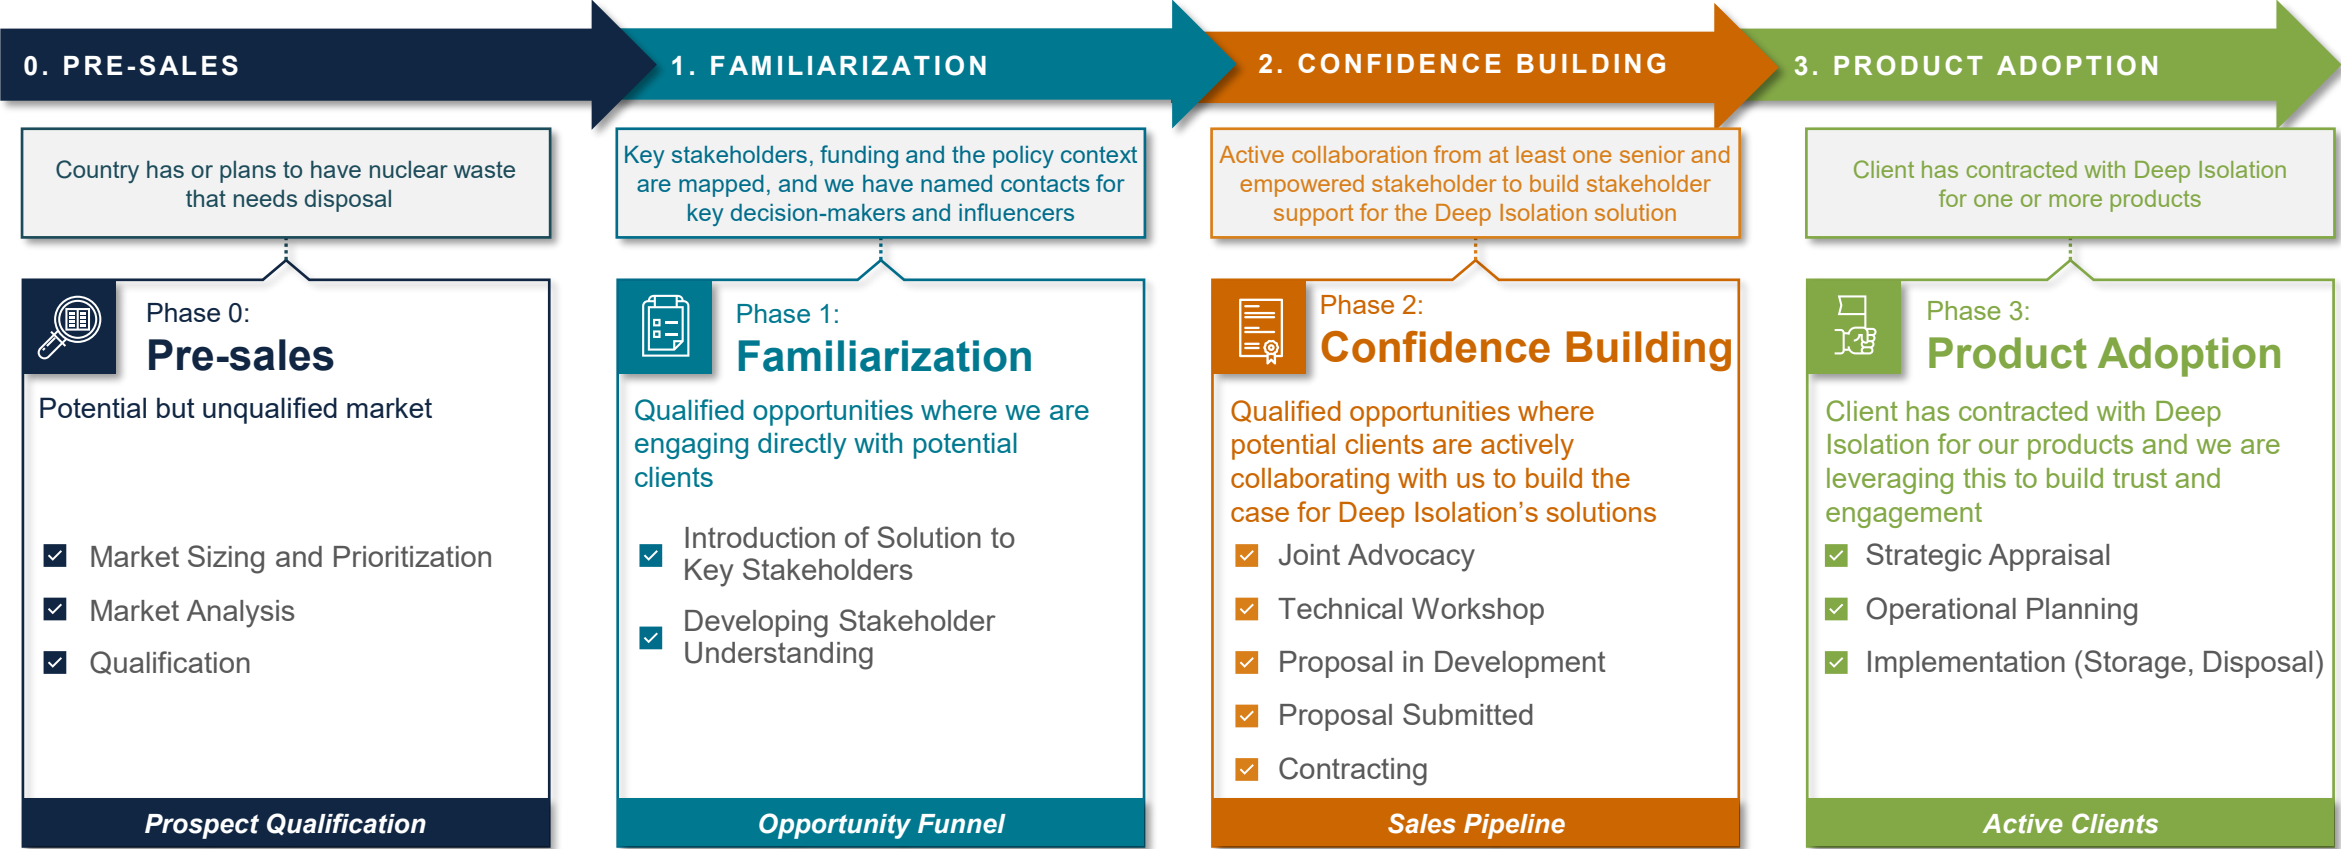 0. PRE-SALES
1. FAMILIARIZATION
2. CONFIDENCE BUILDING
3. PRODUCT ADOPTION
Country has or plans to have nuclear waste
that needs disposal
Key stakeholders, funding and the policy context
are mapped, and we have named contacts for
key decision-makers and influencers
Active collaboration from at least one senior and
empowered stakeholder to build stakeholder
support for the Deep Isolation solution
Client has contracted with Deep Isolation
for one or more products
Phase 0:
Pre-sales
Potential but unqualified market
Market Sizing and Prioritization
Market Analysis
Qualification
Prospect Qualification
Phase 1:
Familiarization
Qualified opportunities where we are
engaging directly with potential
clients
Introduction of Solution to
Key Stakeholders
Developing Stakeholder
Understanding
Opportunity Funnel
Phase 2:
Confidence Building
Qualified opportunities where
potential clients are actively
collaborating with us to build the
case for Deep Isolation’s solutions
Joint Advocacy
Technical Workshop
Proposal in Development
Proposal Submitted
Contracting
Sales Pipeline
Phase 3:
Product Adoption
Client has contracted with Deep
Isolation for our products and we are
leveraging this to build trust and
engagement
Strategic Appraisal
Operational Planning
Implementation (Storage, Disposal)
Active Clients